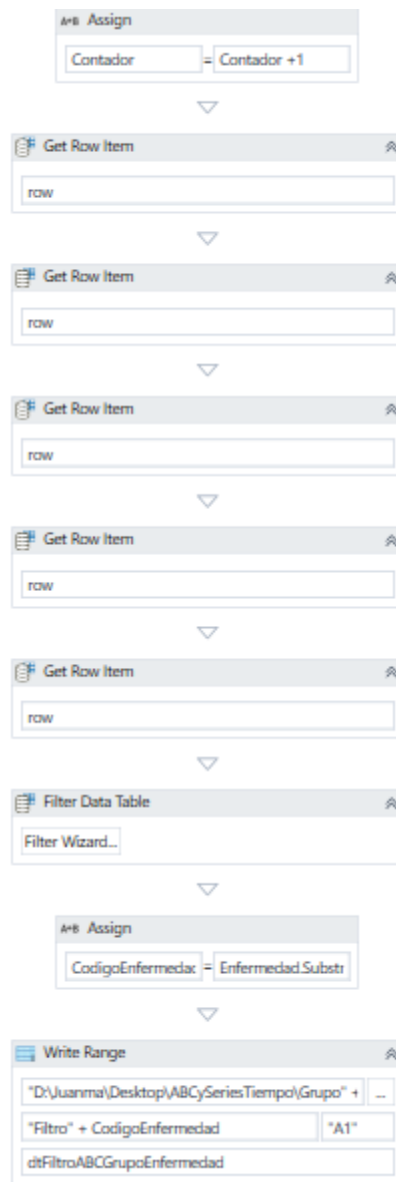 A+B Assign
Contador = Contador +1
Get Row Item
row
Get Row Item
row
Get Row Item
row
Get Row Item
row
Get Row Item
row
Filter Data Table
Filter Wizard...
A+B Assign
CodigoEnfermedac = Enfermedad.Substr
Write Range
"D:\Juanma\Desktop\ABCySeriesTiempo\Grupo" + ...
"Filtro" + CodigoEnfermedad "A1"
dtFiltroABCGrupoEnfermedad